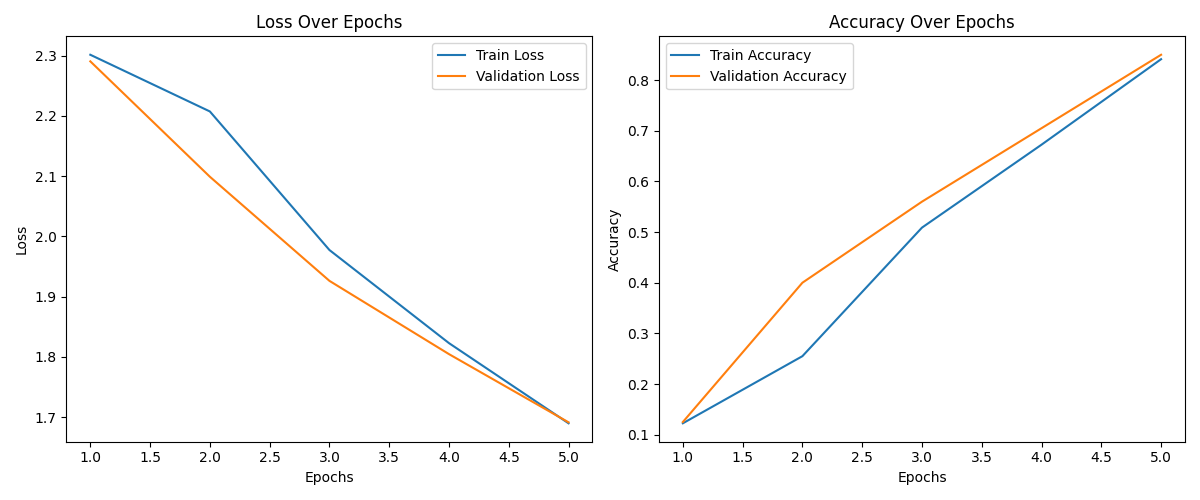 Loss Over Epochs
Train Loss
Validation Loss
2.3
2.2
2.1
2.0
1.9
1.8
1.7
Loss
1.0 1.5 2.0 2.5 3.0 3.5 4.0 4.5 5.0
Epochs
Accuracy Over Epochs
Train Accuracy
Validation Accuracy
0.8
0.7
0.6
0.5
0.4
0.3
0.2
0.1
Accuracy
1.0 1.5 2.0 2.5 3.0 3.5 4.0 4.5 5.0
Epochs